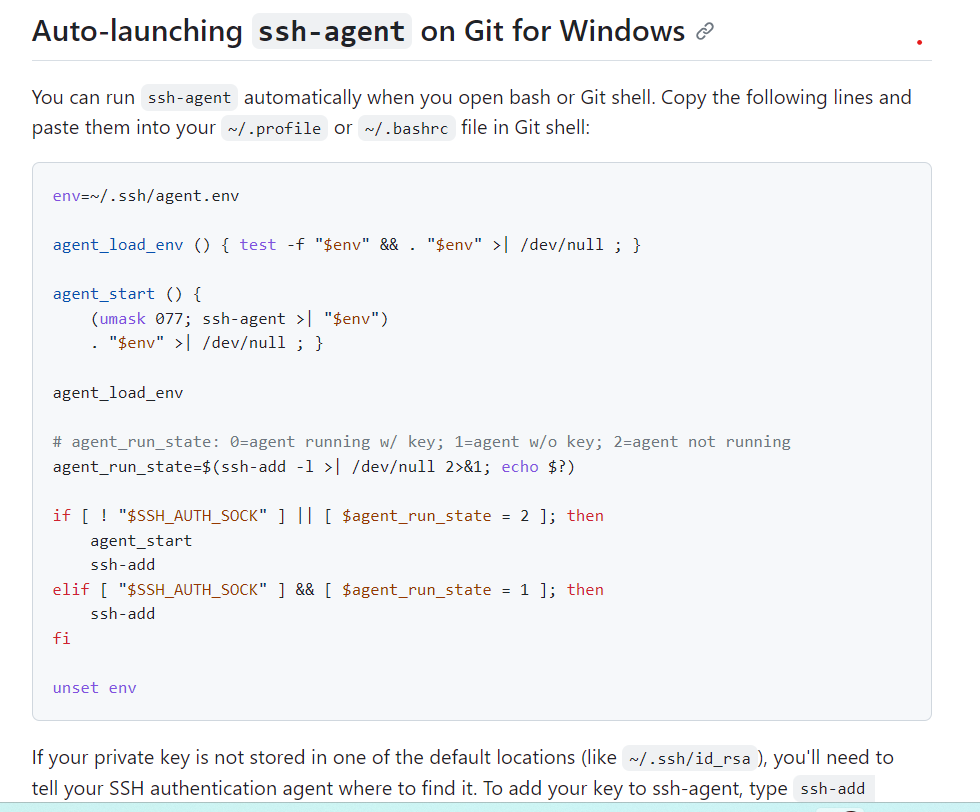 Auto-launching ssh-agent on Git for Windows
You can run ssh-agent automatically when you open bash or Git shell. Copy the following lines and
paste them into your ~/.profile or ~/.bashrc file in Git shell:
env=~/.ssh/agent.env
agent_load_env () { test -f "$env" && . "$env" >| /dev/null ; }
agent_start () {
    (umask 077; ssh-agent >| "$env")
    . "$env" >| /dev/null ; }
agent_load_env
# agent_run_state: 0=agent running w/ key; 1=agent w/o key; 2=agent not running
agent_run_state=$(ssh-add -l >| /dev/null 2>&1; echo $?)
if [ ! "$SSH_AUTH_SOCK" ] || [ $agent_run_state = 2 ]; then
    agent_start
    ssh-add
elif [ "$SSH_AUTH_SOCK" ] && [ $agent_run_state = 1 ]; then
    ssh-add
fi
unset env
If your private key is not stored in one of the default locations (like ~/.ssh/id_rsa), you'll need to
tell your SSH authentication agent where to find it. To add your key to ssh-agent, type ssh-add